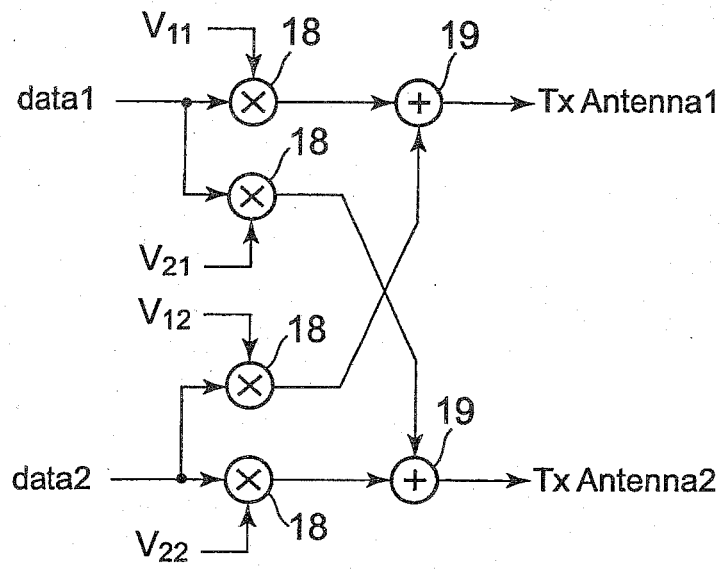 V11
18
19
data1
Tx Antenna1
18
V21
V12
18
19
data2
Tx Antenna2
18
V22